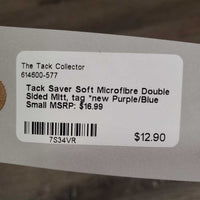 The Tack Collector
614600-577
Tack Saver Soft Microfibre Double
Sided Mitt, tag *new Purple/Blue
Small MSRP: $16.99
7S34VR
$12.90